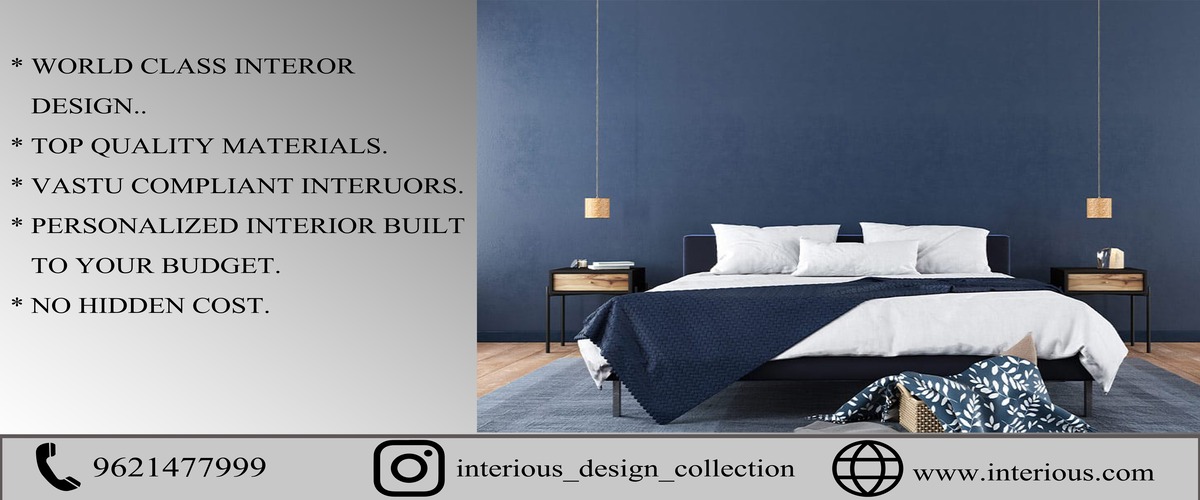 * WORLD CLASS INTEROR
DESIGN..
* TOP QUALITY MATERIALS.
* VASTU COMPLIANT INTERUORS.
* PERSONALIZED INTERIOR BUILT
TO YOUR BUDGET.
* NO HIDDEN COST.
9621477999
interious_design_collection
www.interious.com